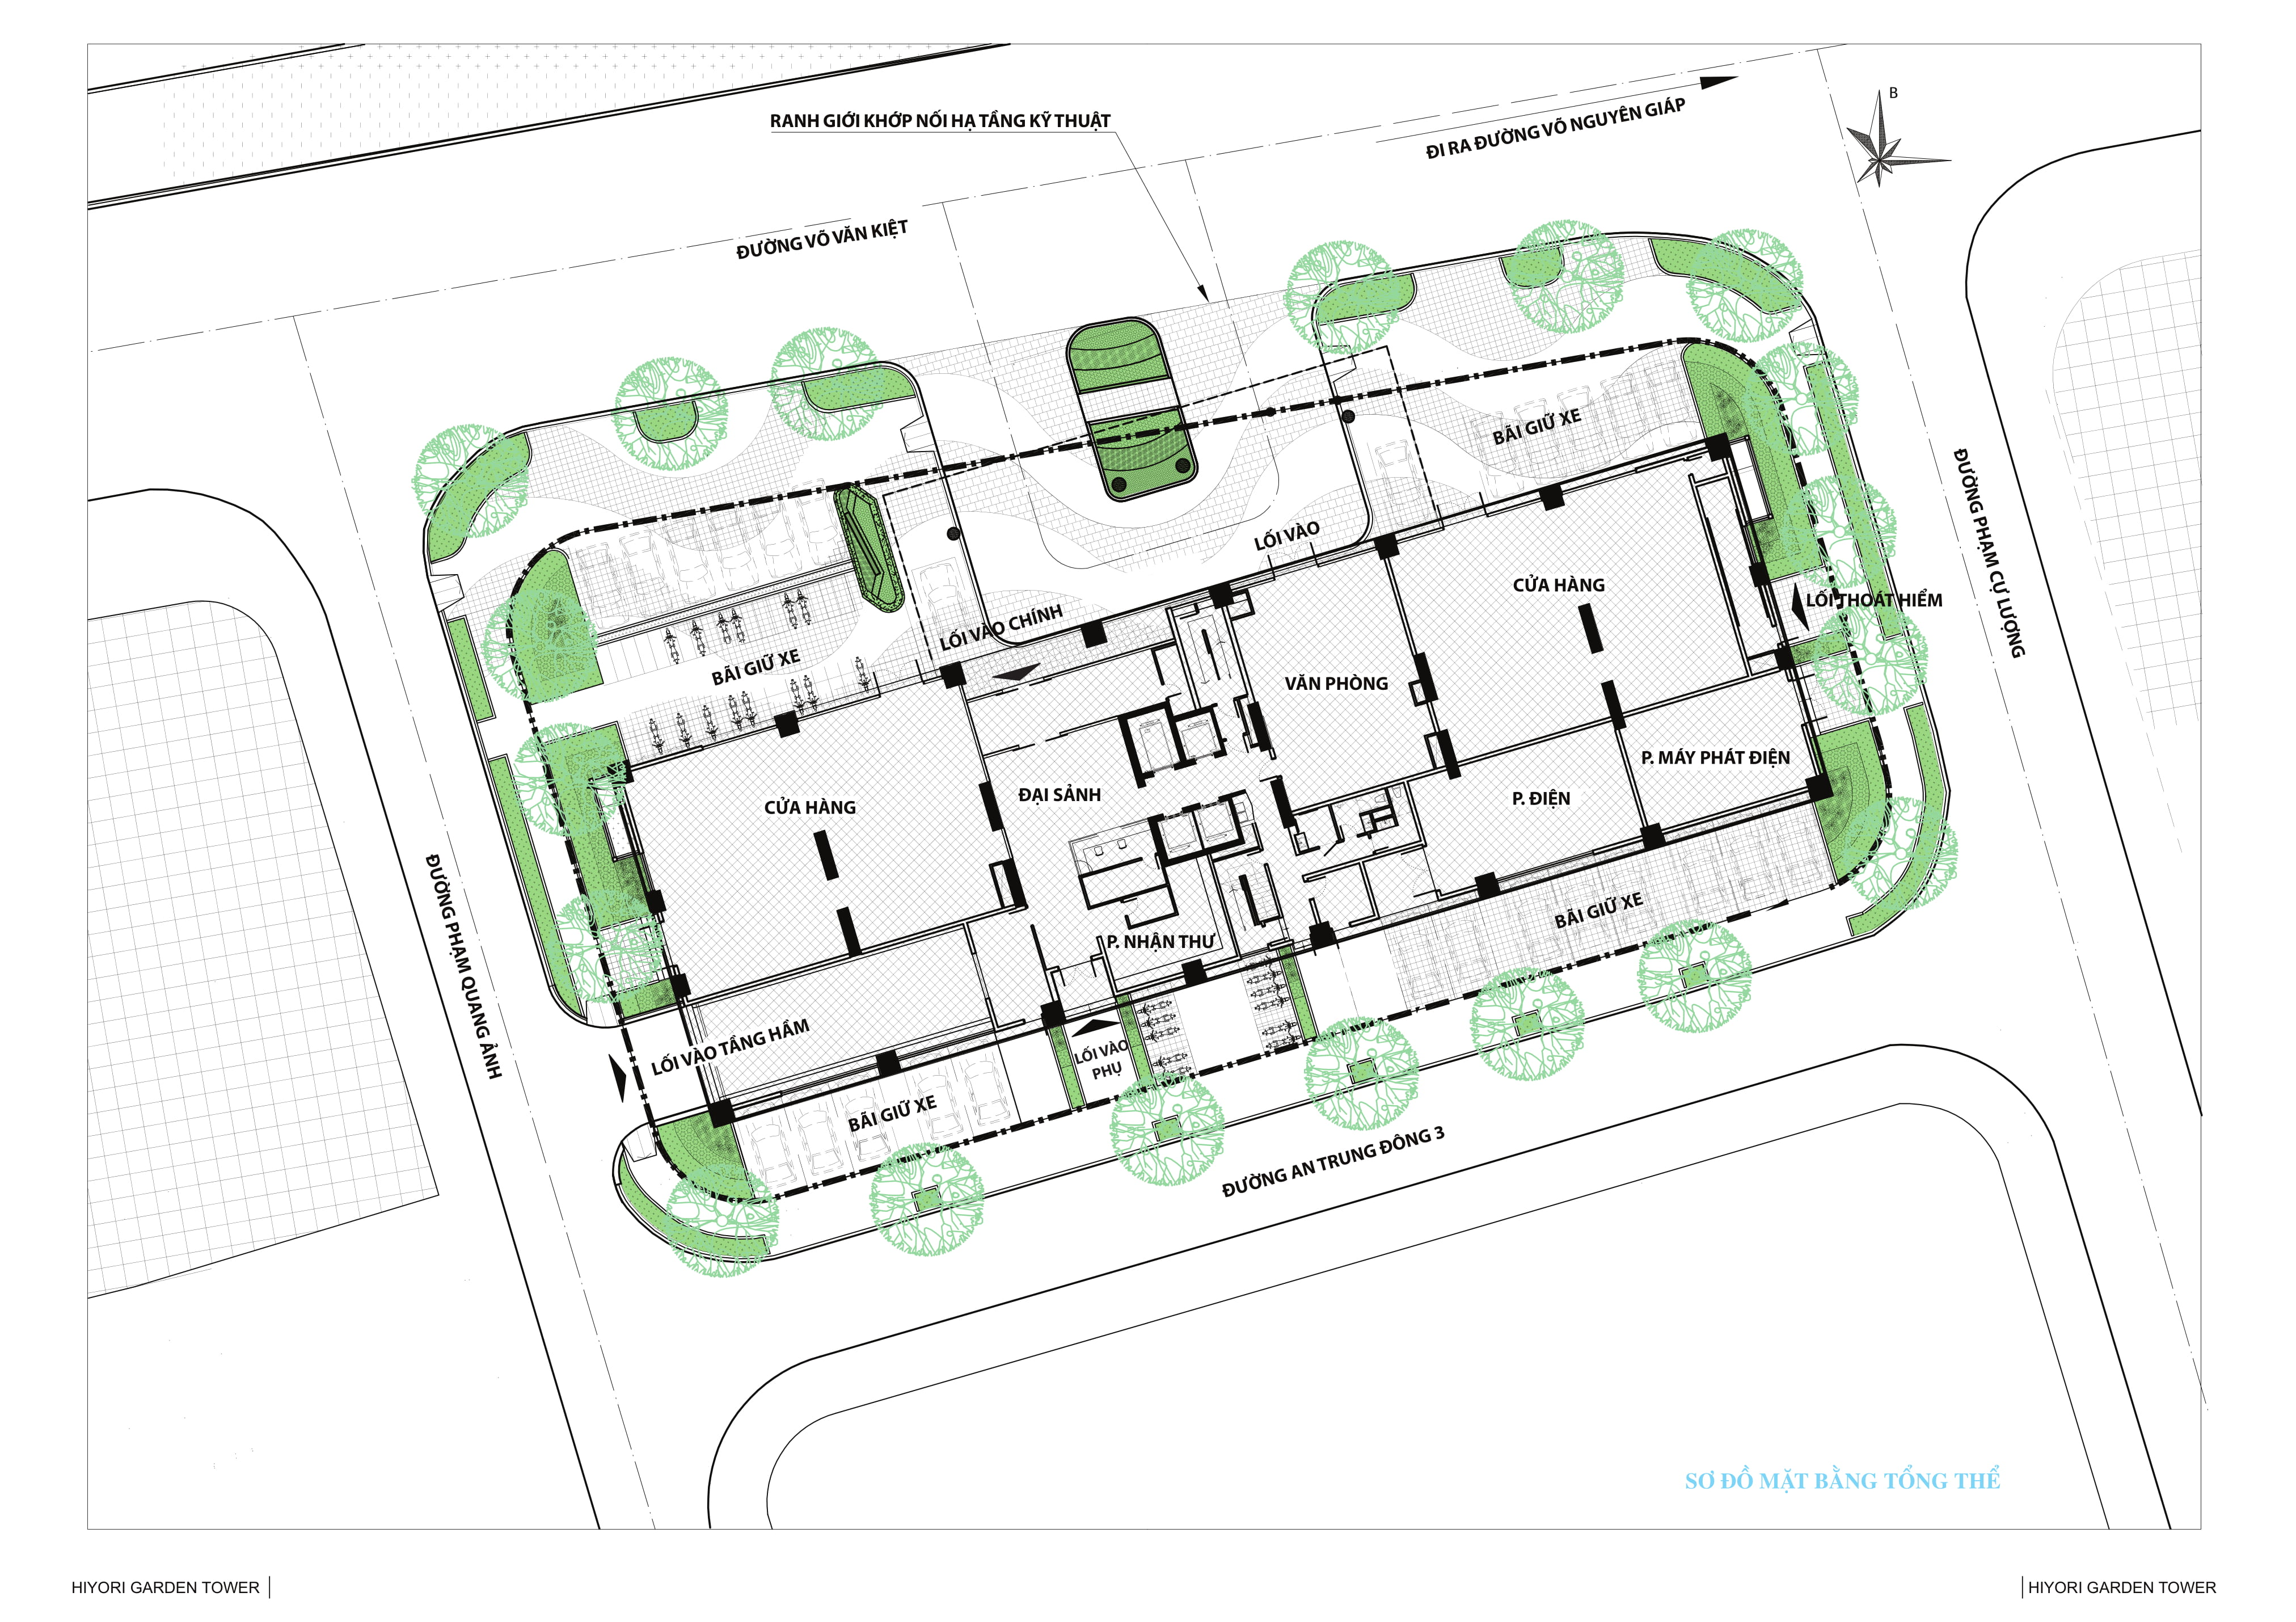 B
RANH GIỚI KHỚP NỐI HẠ TẦNG KỸ THUẬT
ĐI RA ĐƯỜNG VÕ NGUYÊN GIÁP
ĐƯỜNG VÕ VĂN KIỆT
BÃI GIỮ XE
LỐI VÀO
ĐƯỜNG PHẠM CỰ LƯỢNG
CỬA HÀNG
LỐI THOÁT HIỂM
LỐI VÀO CHÍNH
BÃI GIỮ XE
VĂN PHÒNG
P. MÁY PHÁT ĐIỆN
ĐẠI SẢNH
P. ĐIỆN
CỬA HÀNG
BÃI GIỮ XE
P. NHẬN THƯ
ĐƯỜNG PHẠM QUANG ẢNH
LỐI VÀO TẦNG HẦM
LỐI VÀO
PHỤ
BÃI GIỮ XE
ĐƯỜNG AN TRUNG ĐÔNG 3
SƠ ĐỒ MẶT BẰNG TỔNG THỂ
HIYORI GARDEN TOWER
HIYORI GARDEN TOWER